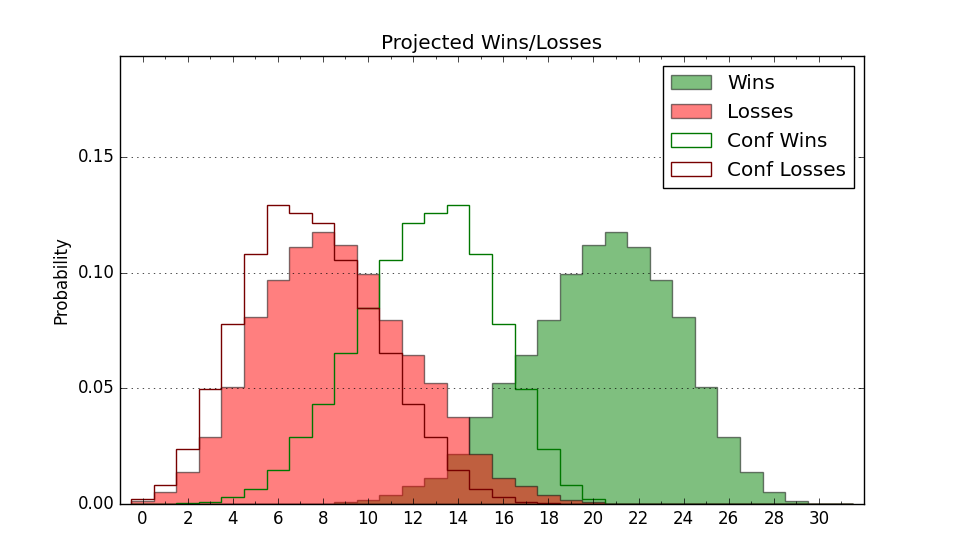 Projected Wins/Losses
Wins
Losses
Conf Wins
Conf Losses
Probability
0.15
0.10
0.05
0.00
0 2 4 6 8 10 12 14 16 18 20 22 24 26 28 30